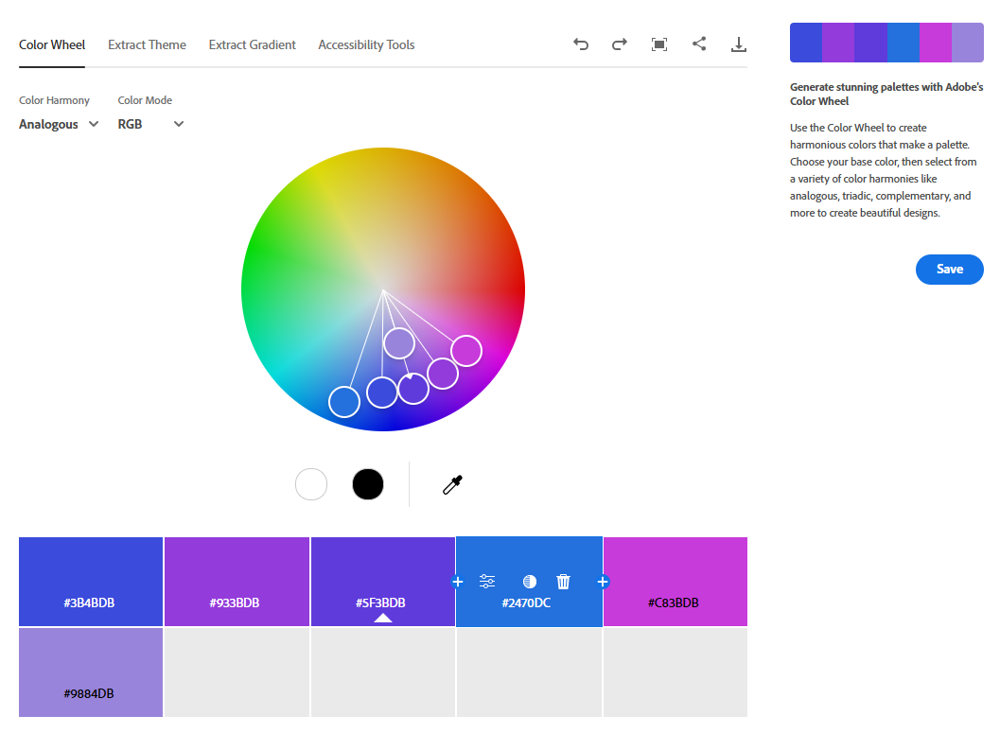 Color Wheel
Extract Theme
Extract Gradient
Accessibility Tools
Color Harmony
Color Mode
Analogous
RGB
Generate stunning palettes with Adobe's
Color Wheel
Use the Color Wheel to create
harmonious colors that make a palette.
Choose your base color, then select from
a variety of color harmonies like
analogous, triadic, complementary, and
more to create beautiful designs.
Save
#3B4BDB
#933BDB
#5F3BDB
#2470DC
#C83BDB
#9884DB